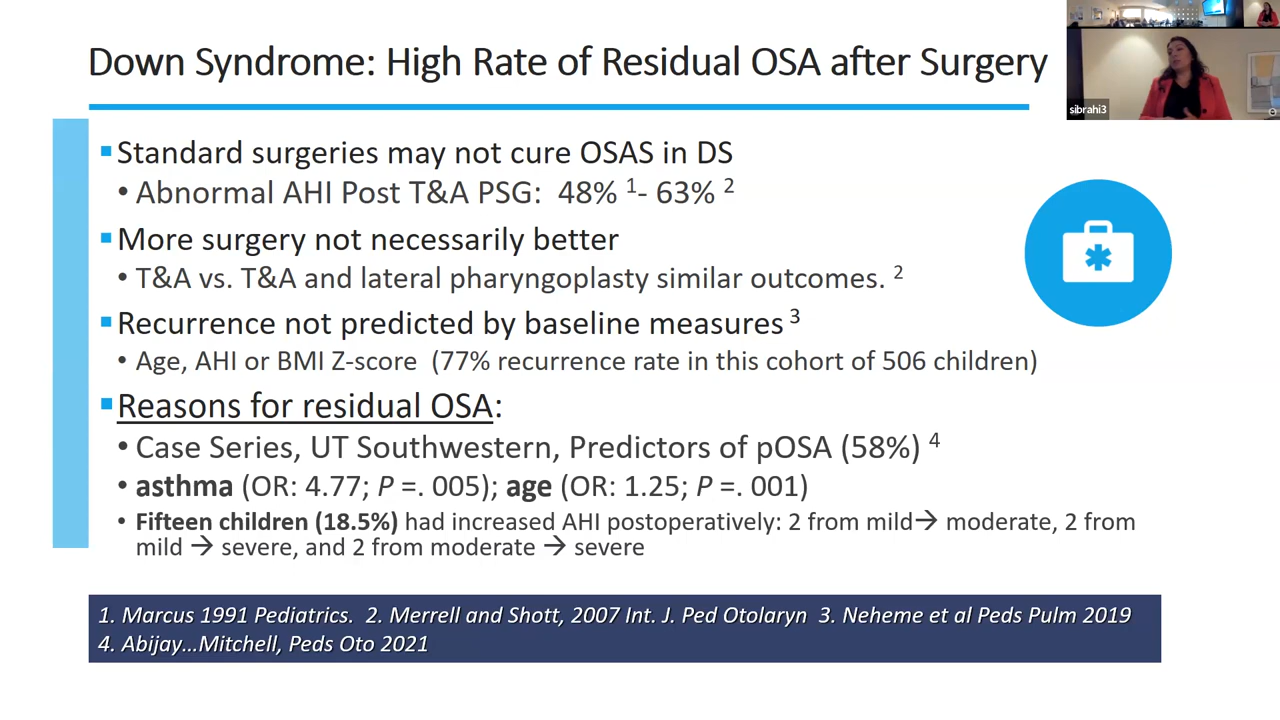 Down Syndrome: High Rate of Residual OSA after Surgery
sibrahi3
Standard surgeries may not cure OSAS in DS
• Abnormal AHI Post T&A PSG: 48% 1- 63% 2
More surgery not necessarily better
• T&A vs. T&A and lateral pharyngoplasty similar outcomes. 2
Recurrence not predicted by baseline measures 3
• Age, AHI or BMI Z-score (77% recurrence rate in this cohort of 506 children)
Reasons for residual OSA:
• Case Series, UT Southwestern, Predictors of pOSA (58%) 4
• asthma (OR: 4.77; P =. 005); age (OR: 1.25; P =. 001)
• Fifteen children (18.5%) had increased AHI postoperatively: 2 from mild→ moderate, 2 from
mild → severe, and 2 from moderate → severe
1. Marcus 1991 Pediatrics. 2. Merrell and Shott, 2007 Int. J. Ped Otolaryn 3. Neheme et al Peds Pulm 2019
4. Abijay…Mitchell, Peds Oto 2021